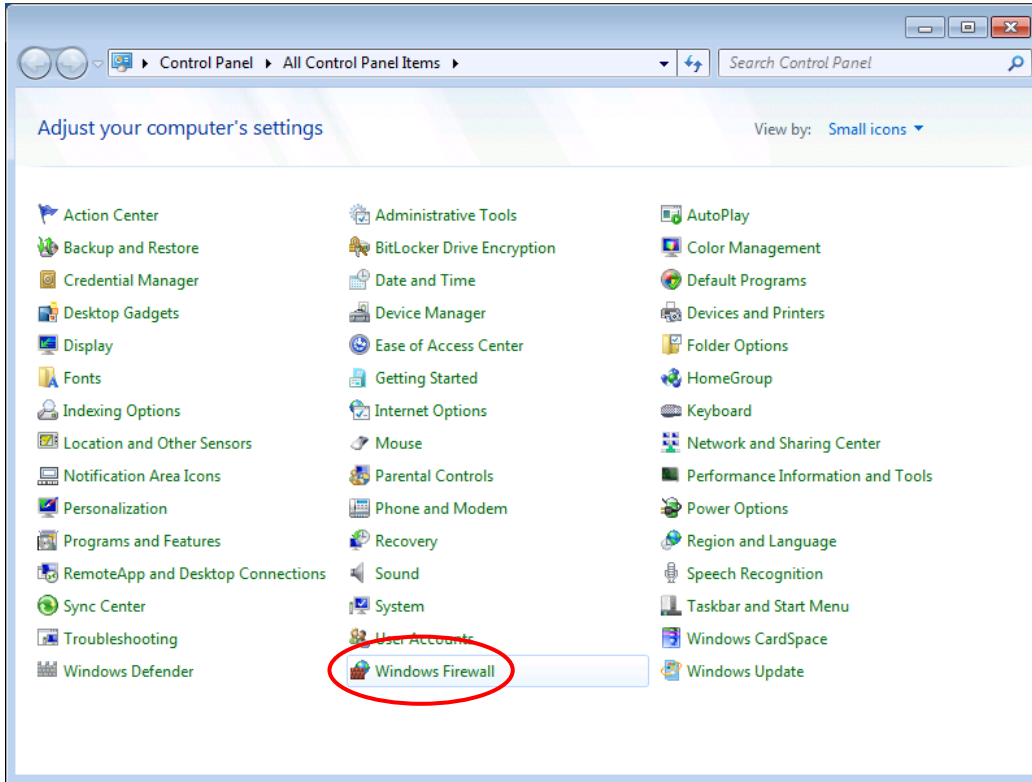 Control Panel All Control Panel Items Search Control Panel
Adjust your computer's settings View by: Small icons
Action Center Administrative Tools AutoPlay
Backup and Restore BitLocker Drive Encryption Color Management
Credential Manager Date and Time Default Programs
Desktop Gadgets Device Manager Devices and Printers
Display Ease of Access Center Folder Options
Fonts Getting Started HomeGroup
Indexing Options Internet Options Keyboard
Location and Other Sensors Mouse Network and Sharing Center
Notification Area Icons Parental Controls Performance Information and Tools
Personalization Phone and Modem Power Options
Programs and Features Recovery Region and Language
RemoteApp and Desktop Connections Sound Speech Recognition
Sync Center System Taskbar and Start Menu
Troubleshooting User Accounts Windows CardSpace
Windows Defender Windows Firewall Windows Update